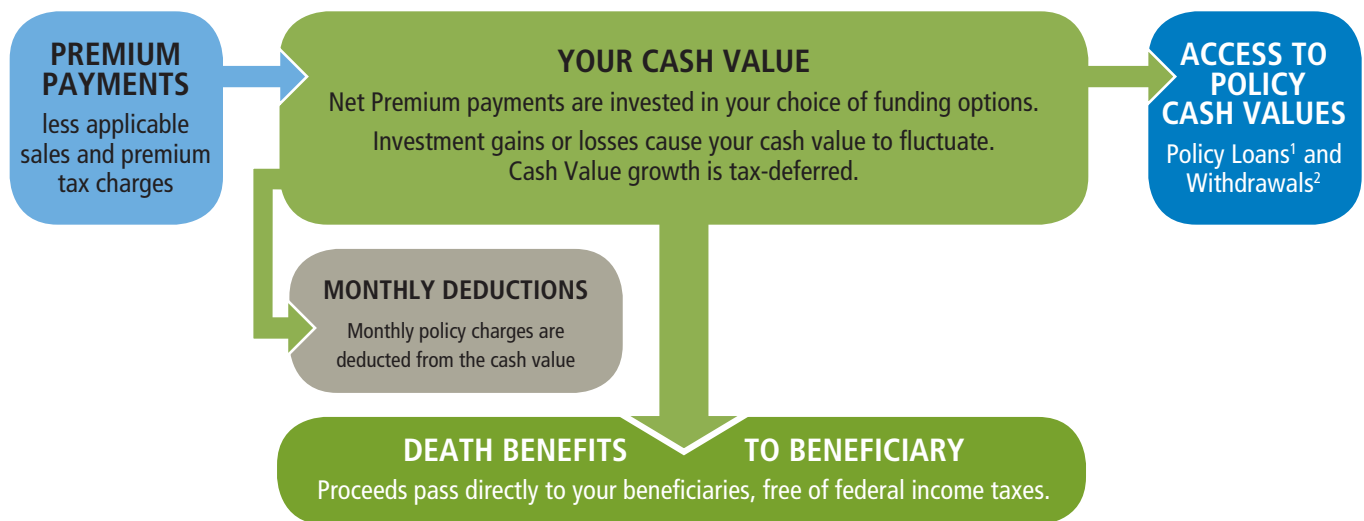 PREMIUM
PAYMENTS
less applicable
sales and premium
tax charges
YOUR CASH VALUE
Net Premium payments are invested in your choice of funding options.
Investment gains or losses cause your cash value to fluctuate.
Cash Value growth is tax-deferred.
ACCESS TO
POLICY
CASH VALUES
Policy Loans¹ and
Withdrawals²
MONTHLY DEDUCTIONS
Monthly policy charges are
deducted from the cash value
DEATH BENEFITS TO BENEFICIARY
Proceeds pass directly to your beneficiaries, free of federal income taxes.